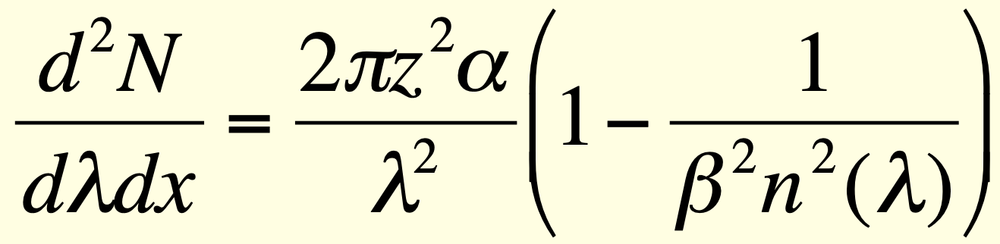 d²N/dλdx = 2πz²α/λ² (1 − 1/β²n²(λ))